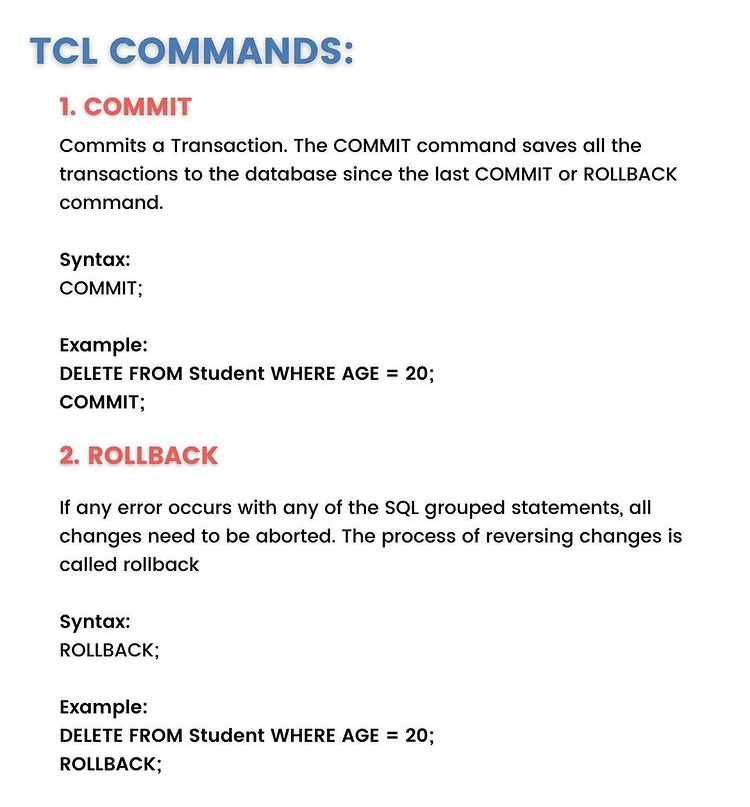 TCL COMMANDS:
1. COMMIT
Commits a Transaction. The COMMIT command saves all the
transactions to the database since the last COMMIT or ROLLBACK
command.
Syntax:
COMMIT;
Example:
DELETE FROM Student WHERE AGE = 20;
COMMIT;
2. ROLLBACK
If any error occurs with any of the SQL grouped statements, all
changes need to be aborted. The process of reversing changes is
called rollback
Syntax:
ROLLBACK;
Example:
DELETE FROM Student WHERE AGE = 20;
ROLLBACK;